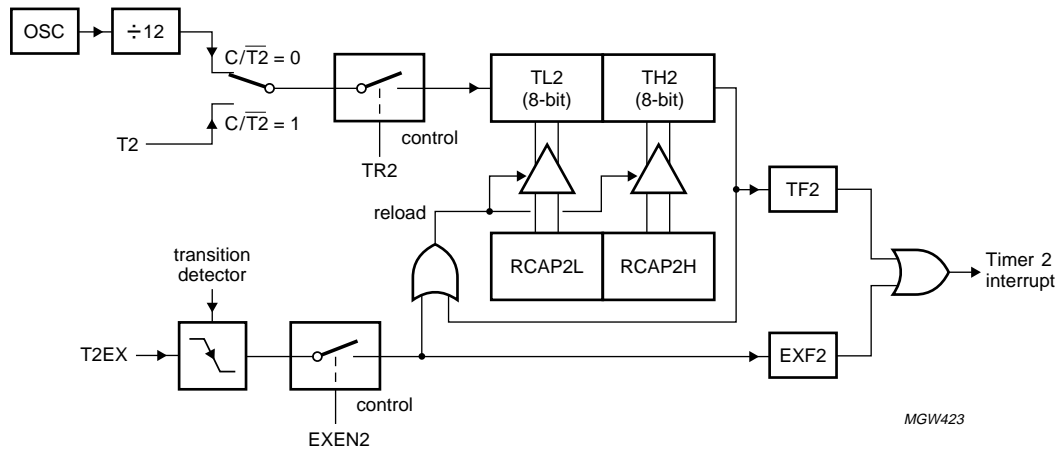 OSC
÷12
C/T2 = 0
C/T2 = 1
T2
TR2
control
TL2
(8-bit)
TH2
(8-bit)
reload
RCAP2L
RCAP2H
TF2
Timer 2
interrupt
transition
detector
T2EX
control
EXEN2
EXF2
MGW423